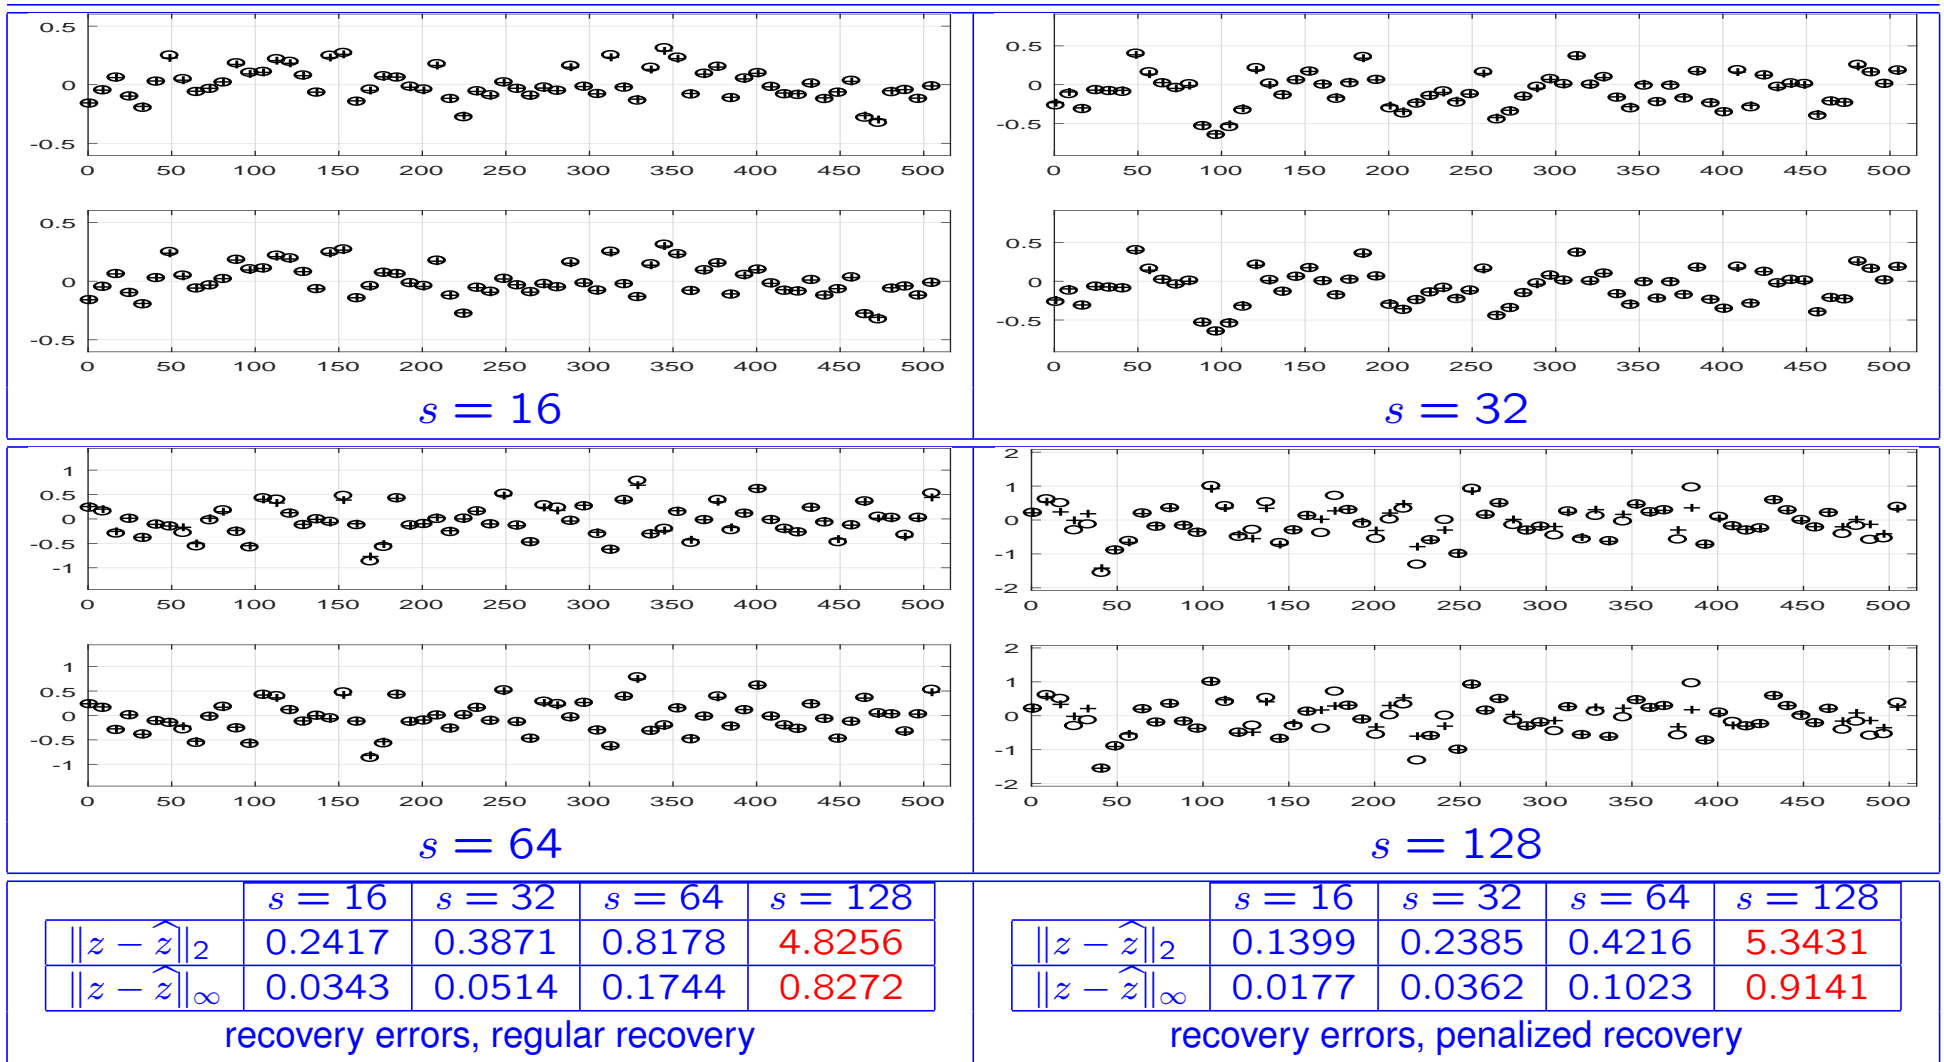 0.5
0
-0.5
0 50 100 150 200 250 300 350 400 450 500
0.5
0
-0.5
0 50 100 150 200 250 300 350 400 450 500
s = 16
0.5
0
-0.5
0 50 100 150 200 250 300 350 400 450 500
0.5
0
-0.5
0 50 100 150 200 250 300 350 400 450 500
s = 32
1
0.5
0
-0.5
-1
0 50 100 150 200 250 300 350 400 450 500
1
0.5
0
-0.5
-1
0 50 100 150 200 250 300 350 400 450 500
s = 64
2
1
0
-1
-2
0 50 100 150 200 250 300 350 400 450 500
2
1
0
-1
-2
0 50 100 150 200 250 300 350 400 450 500
s = 128
s = 16 s = 32 s = 64 s = 128
‖z − ẑ‖₂ 0.2417 0.3871 0.8178 4.8256
‖z − ẑ‖∞ 0.0343 0.0514 0.1744 0.8272
recovery errors, regular recovery
s = 16 s = 32 s = 64 s = 128
‖z − ẑ‖₂ 0.1399 0.2385 0.4216 5.3431
‖z − ẑ‖∞ 0.0177 0.0362 0.1023 0.9141
recovery errors, penalized recovery